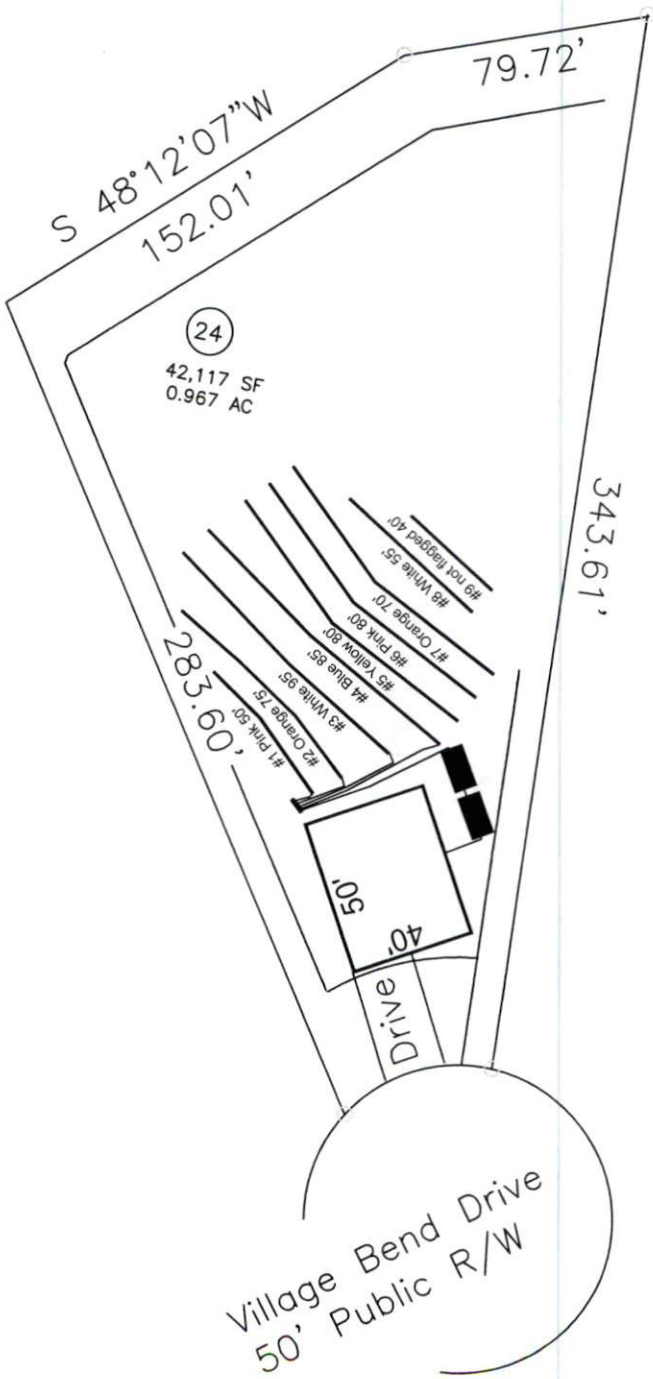 79.72'
S 48°12'07"W
152.01'
24
42,117 SF
0.967 AC
343.61'
#9 not flagged 40'
#8 White 55'
#7 Orange 70'
#6 Pink 80'
#5 Yellow 80'
#4 Blue 85'
#3 White 95'
#2 Orange 75'
#1 Pink 50'
283.60'
50'
40'
Drive
Village Bend Drive
50' Public R/W